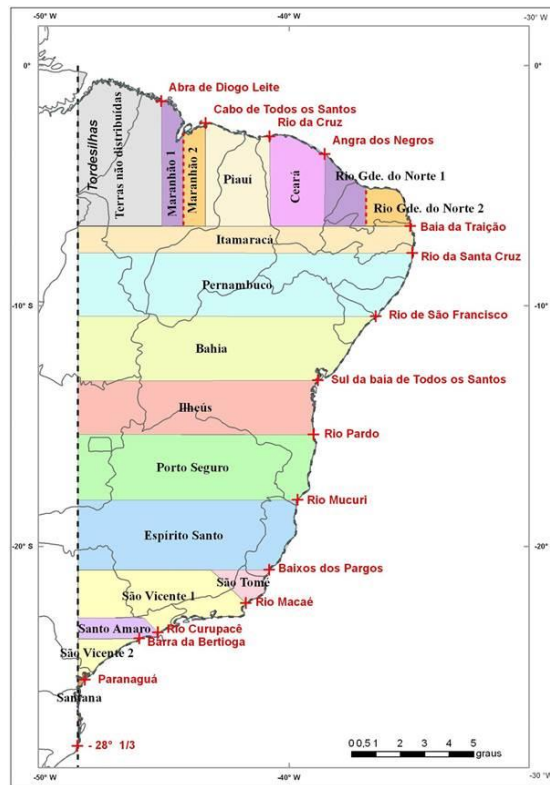 -50° W
-40° W
-30° W
0°
Abra de Diogo Leite
Cabo de Todos os Santos
Rio da Cruz
Angra dos Negros
Tordesilhas
Terras não distribuidas
Maranhão 1
Maranhão 2
Piauí
Ceará
Rio Gde. do Norte 1
Rio Gde. do Norte 2
Baia da Traição
Itamaracá
Rio da Santa Cruz
Pernambuco
-10° S
Rio de São Francisco
Bahia
Sul da baia de Todos os Santos
Ilheús
Rio Pardo
Porto Seguro
Rio Mucuri
Espírito Santo
-20° S
Baixos dos Pargos
São Tomé
São Vicente 1
Rio Macaé
Santo Amaro
Rio Curupacê
Barra da Bertioga
São Vicente 2
Paranaguá
Santana
- 28° 1/3
0 0,5 1 2 3 4 5
graus
-50° W
-40° W
-30 °W